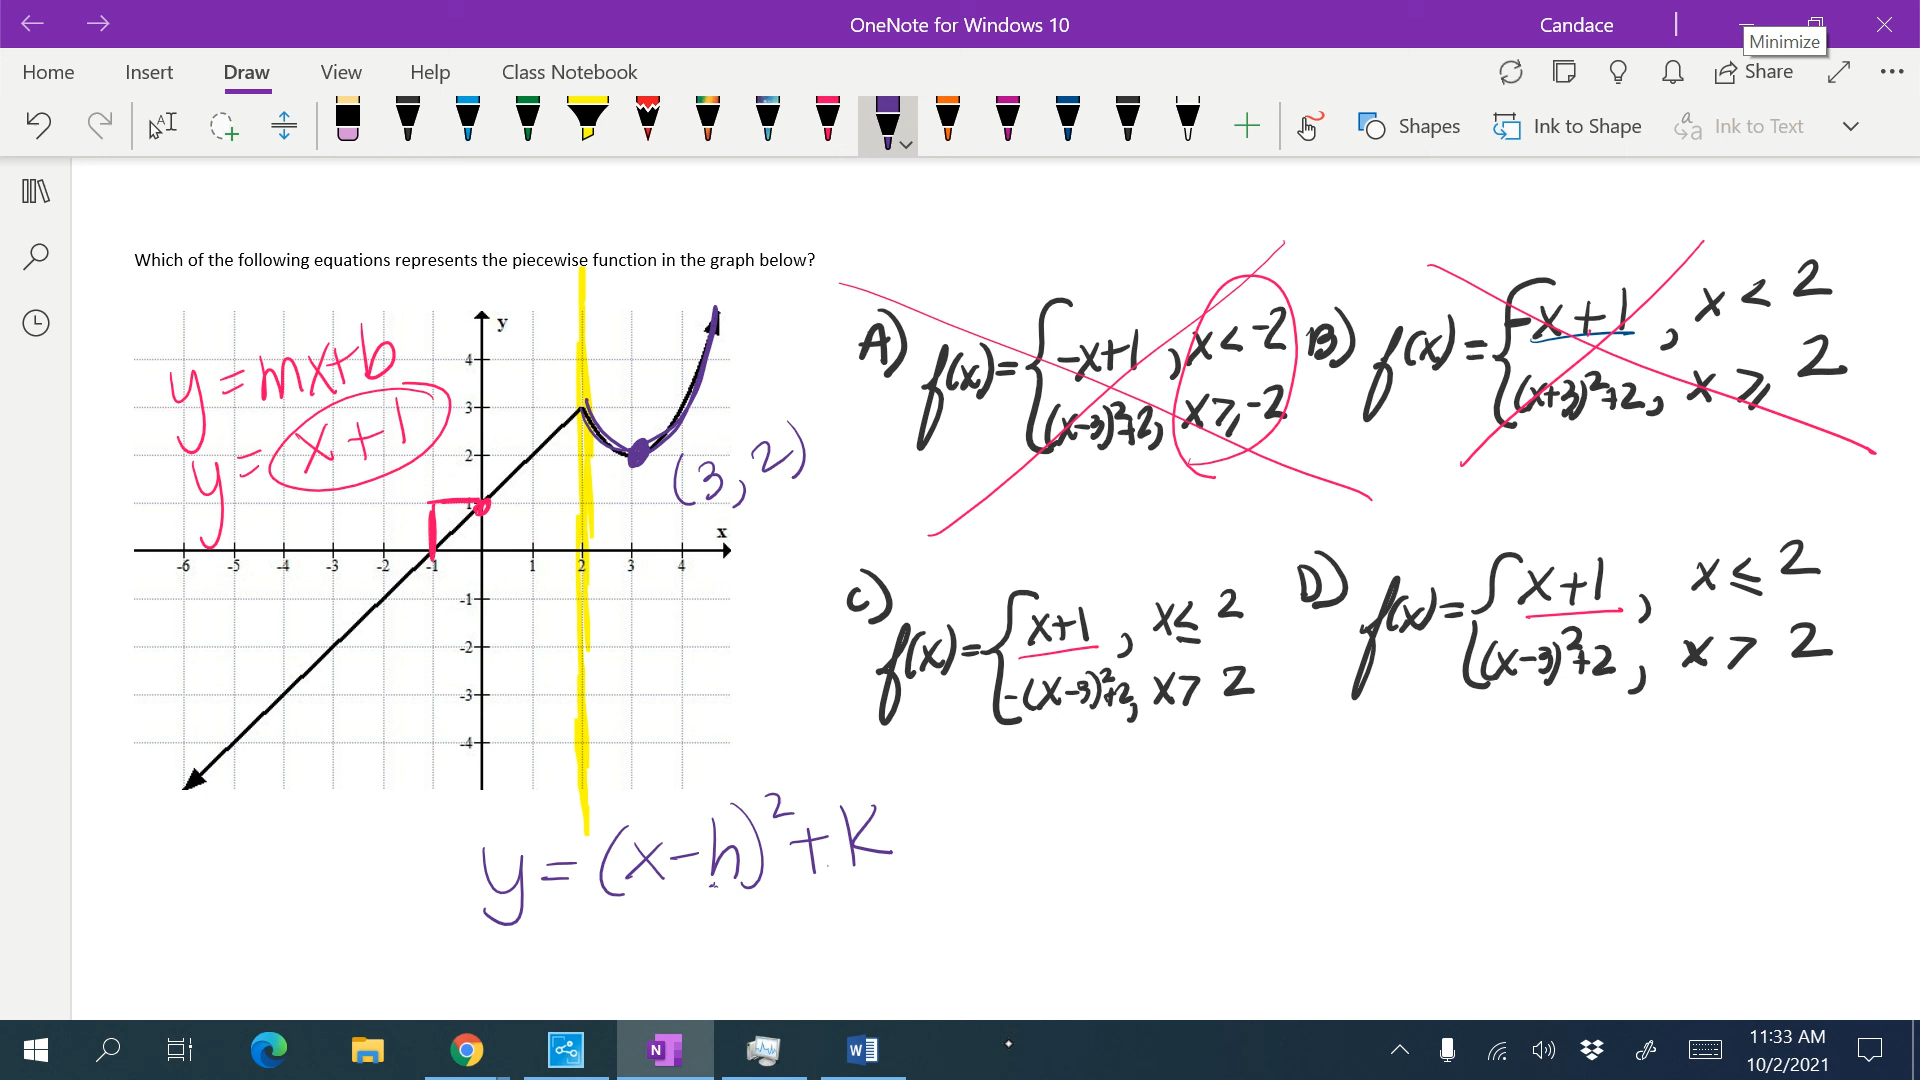 OneNote for Windows 10
Candace
Minimize
Home Insert Draw View Help Class Notebook
Share
Shapes Ink to Shape Ink to Text
Which of the following equations represents the piecewise function in the graph below?
y = mx+b
y = x+1
y
4
3
2
1
x
-6 -5 -4 -3 -2 -1 1 2 3 4
-1
-2
-3
-4
(3, 2)
y = (x-h)² + K
A) f(x) = { -x+1, x < -2
(x-3)²+2, x ≥ -2
B) f(x) = { -x+1, x < 2
(x+3)²+2, x ≥ 2
C) f(x) = { x+1, x ≤ 2
-(x-3)²+2, x > 2
D) f(x) = { x+1, x ≤ 2
(x-3)²+2, x > 2
11:33 AM
10/2/2021